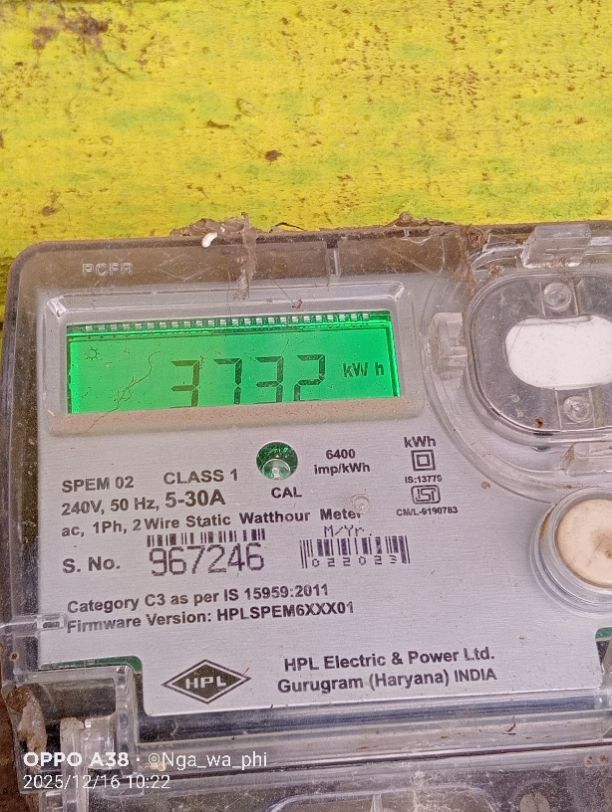 PCFR
3732 kWh
6400
imp/kWh
CAL
kWh
IS:13779
CM/L-9190783
SPEM 02 CLASS 1
240V, 50 Hz, 5-30A
ac, 1Ph, 2 Wire Static Watthour Meter
M/Yr.
S. No. 967246
022023
Category C3 as per IS 15959:2011
Firmware Version: HPLSPEM6XXX01
HPL
HPL Electric & Power Ltd.
Gurugram (Haryana) INDIA
OPPO A38 · @Nga_wa_phi
2025/12/16 10:22